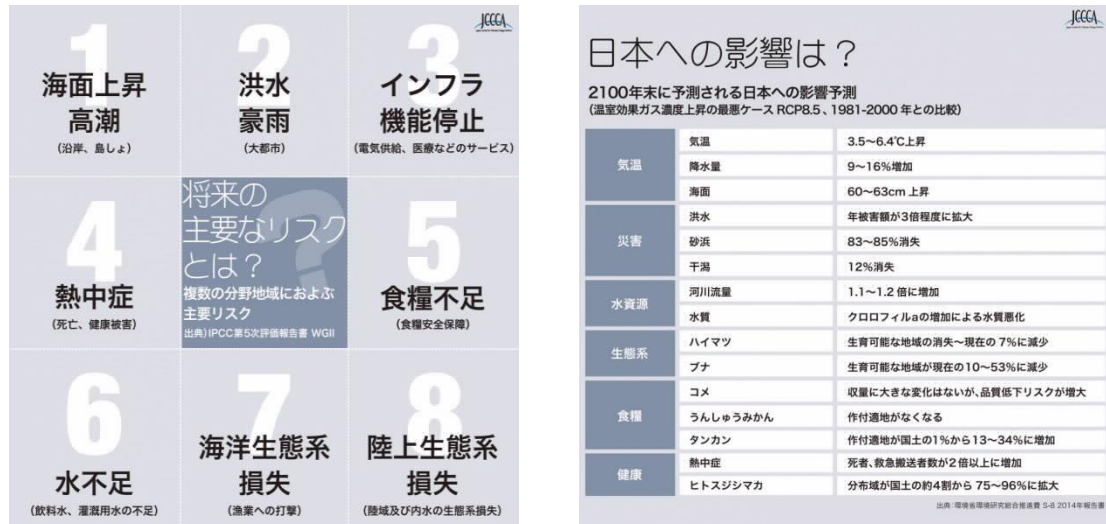 JCCCA
1
海面上昇
高潮
(沿岸、島しょ)
2
洪水
豪雨
(大都市)
3
インフラ
機能停止
(電気供給、医療などのサービス)
4
熱中症
(死亡、健康被害)
将来の
主要なリスク
とは?
複数の分野地域におよぶ
主要リスク
出典)IPCC第5次評価報告書 WGII
5
食糧不足
(食糧安全保障)
6
水不足
(飲料水、灌漑用水の不足)
7
海洋生態系
損失
(漁業への打撃)
8
陸上生態系
損失
(陸域及び内水の生態系損失)
JCCCA
日本への影響は?
2100年末に予測される日本への影響予測
(温室効果ガス濃度上昇の最悪ケース RCP8.5、1981-2000 年との比較)
気温 気温 3.5~6.4℃上昇
降水量 9~16%増加
海面 60~63cm 上昇
災害 洪水 年被害額が3倍程度に拡大
砂浜 83~85%消失
干潟 12%消失
水資源 河川流量 1.1~1.2 倍に増加
水質 クロロフィルaの増加による水質悪化
生態系 ハイマツ 生育可能な地域の消失~現在の 7%に減少
ブナ 生育可能な地域が現在の10~53%に減少
食糧 コメ 収量に大きな変化はないが、品質低下リスクが増大
うんしゅうみかん 作付適地がなくなる
タンカン 作付適地が国土の1%から13~34%に増加
健康 熱中症 死者、救急搬送者数が2倍以上に増加
ヒトスジシマカ 分布域が国土の約4割から 75~96%に拡大
出典:環境省環境研究総合推進費 S-8 2014年報告書